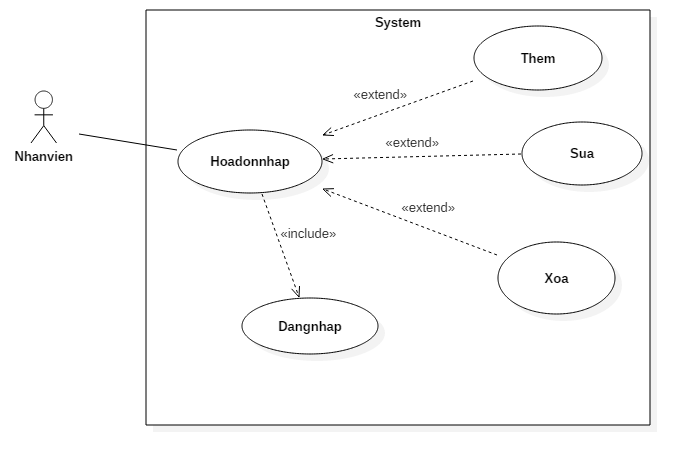 System
Them
«extend»
«extend»
Sua
Nhanvien
Hoadonnhap
«extend»
«include»
Xoa
Dangnhap